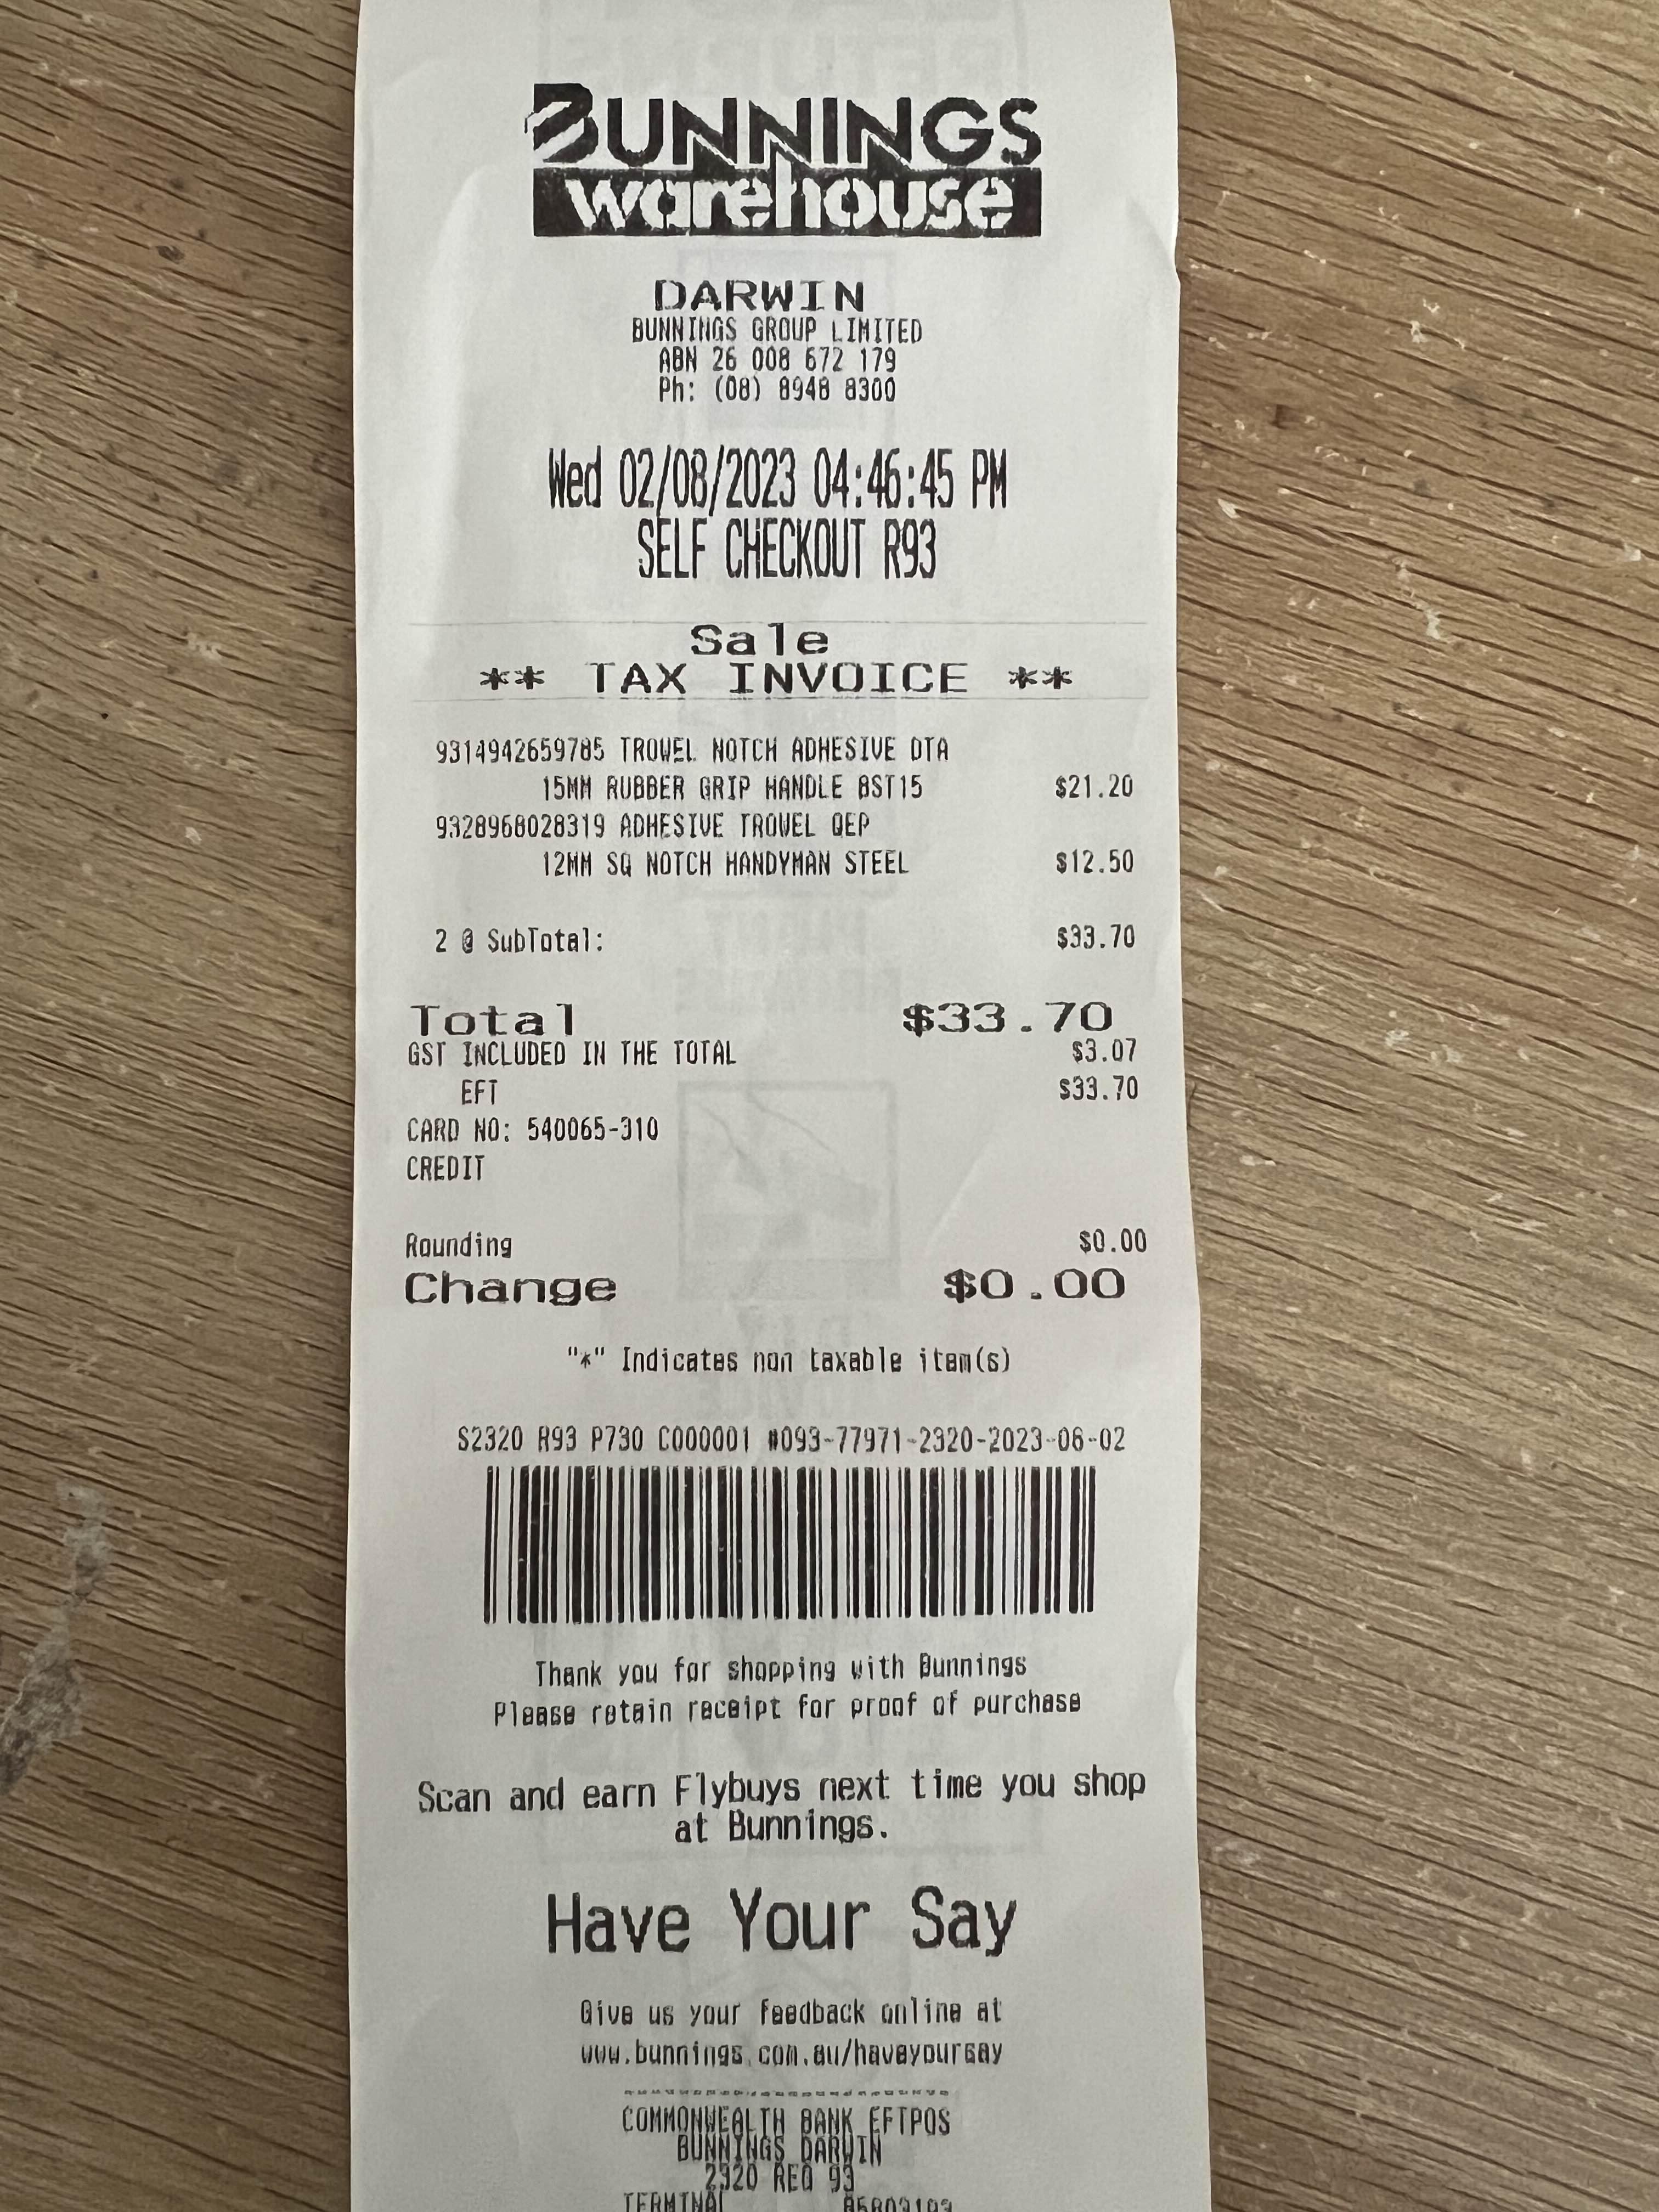 BUNNINGS
warehouse
DARWIN
BUNNINGS GROUP LIMITED
ABN 26 008 672 179
Ph: (08) 8948 8300
Wed 02/08/2023 04:46:45 PM
SELF CHECKOUT R93
Sale
** TAX INVOICE **
9314942659785 TROWEL NOTCH ADHESIVE DTA
15MM RUBBER GRIP HANDLE BST15 $21.20
9328968028319 ADHESIVE TROWEL QEP
12MM SQ NOTCH HANDYMAN STEEL $12.50
2 @ SubTotal: $33.70
Total $33.70
GST INCLUDED IN THE TOTAL $3.07
EFT $33.70
CARD NO: 540065-310
CREDIT
Rounding $0.00
Change $0.00
"*" Indicates non taxable item(s)
S2320 R93 P730 C000001 #093-77971-2320-2023-08-02
Thank you for shopping with Bunnings
Please retain receipt for proof of purchase
Scan and earn Flybuys next time you shop
at Bunnings.
Have Your Say
Give us your feedback online at
www.bunnings.com.au/haveyoursay
COMMONWEALTH BANK EFTPOS
BUNNINGS DARWIN
2320 REG 93
TERMINAL